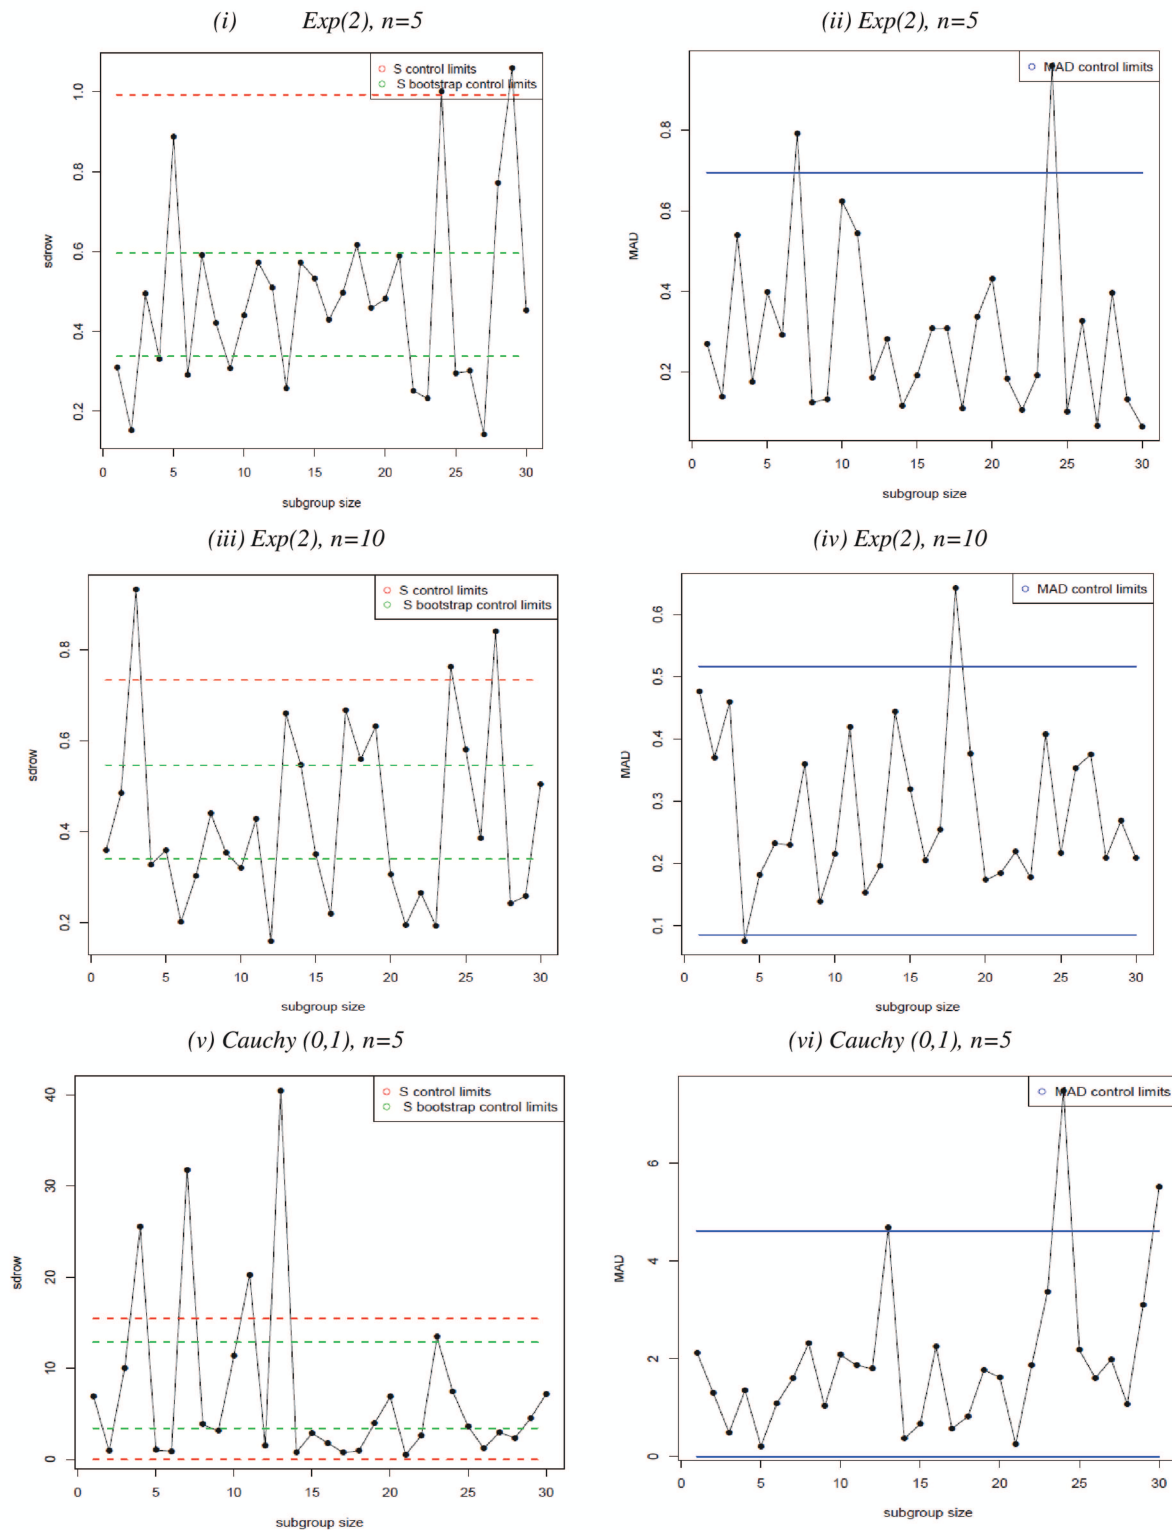 (i) Exp(2), n=5
S control limits
S bootstrap control limits
sdrow
1.0
0.8
0.6
0.4
0.2
0 5 10 15 20 25 30
subgroup size
(ii) Exp(2), n=5
MAD control limits
MAD
0.8
0.6
0.4
0.2
0 5 10 15 20 25 30
subgroup size
(iii) Exp(2), n=10
S control limits
S bootstrap control limits
sdrow
0.8
0.6
0.4
0.2
0 5 10 15 20 25 30
subgroup size
(iv) Exp(2), n=10
MAD control limits
MAD
0.6
0.5
0.4
0.3
0.2
0.1
0 5 10 15 20 25 30
subgroup size
(v) Cauchy (0,1), n=5
S control limits
S bootstrap control limits
sdrow
40
30
20
10
0
0 5 10 15 20 25 30
subgroup size
(vi) Cauchy (0,1), n=5
MAD control limits
MAD
6
4
2
0
0 5 10 15 20 25 30
subgroup size